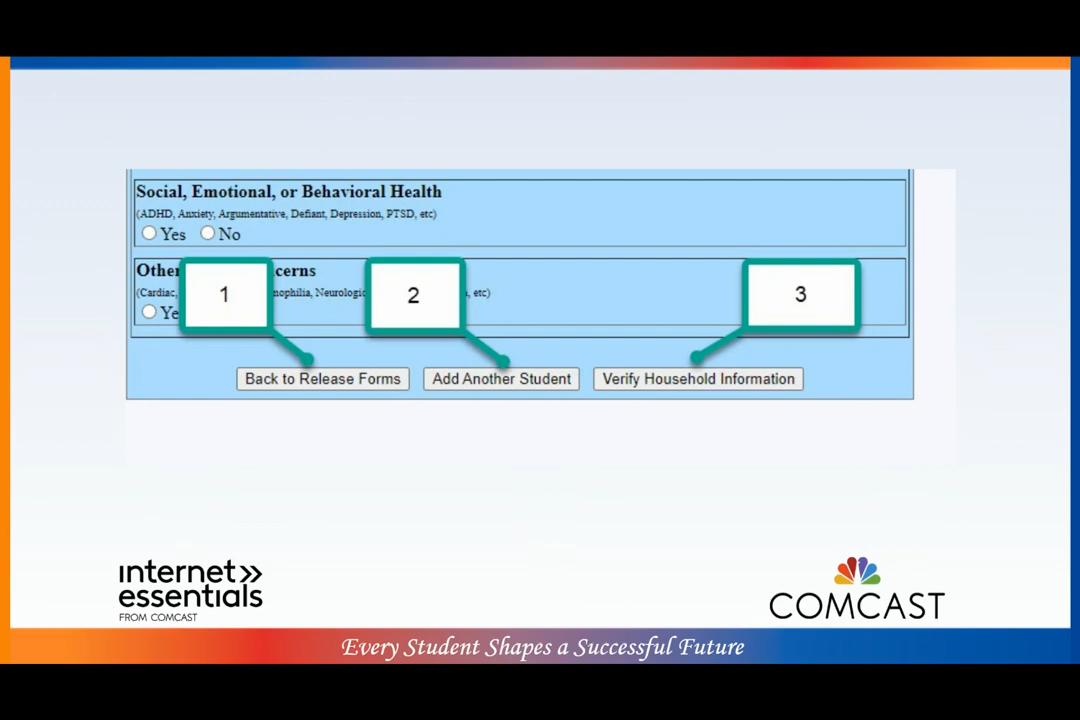 Social, Emotional, or Behavioral Health
(ADHD, Anxiety, Argumentative, Defiant, Depression, PTSD, etc)
Yes No
Other
(Cardiac, Neurologic etc)
1
2
3
Back to Release Forms
Add Another Student
Verify Household Information
internet
essentials
FROM COMCAST
COMCAST
Every Student Shapes a Successful Future